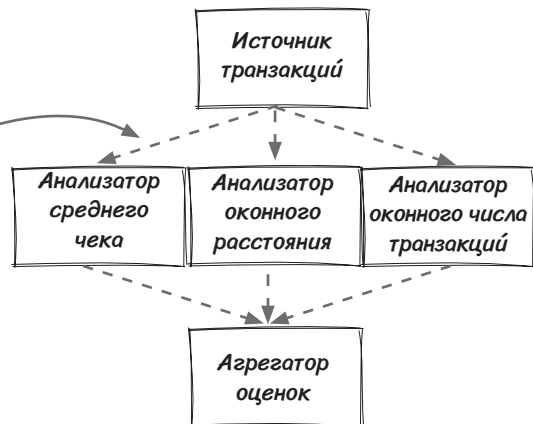 Источник
транзакций
Анализатор
среднего
чека
Анализатор
оконного
расстояния
Анализатор
оконного числа
транзакций
Агрегатор
оценок